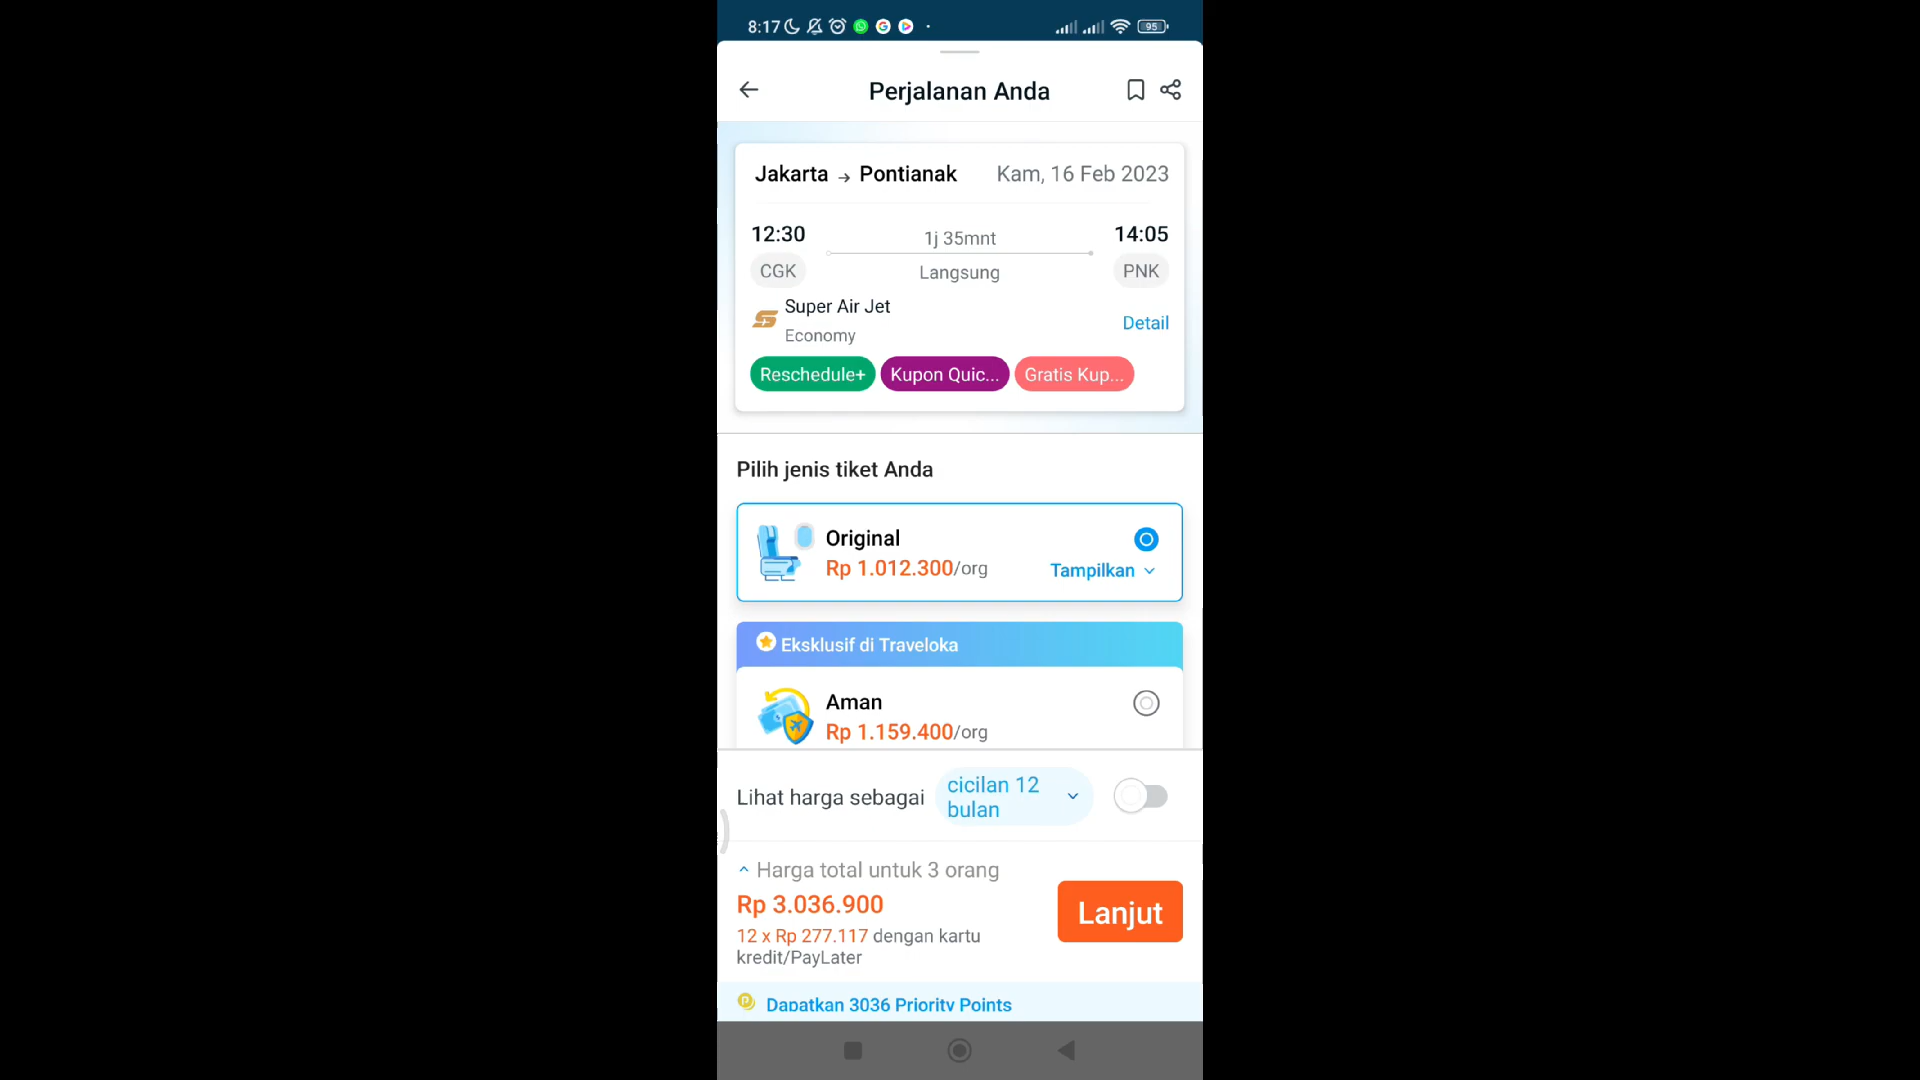 8:17
95
Perjalanan Anda
Jakarta → Pontianak Kam, 16 Feb 2023
12:30 1j 35mnt 14:05
CGK Langsung PNK
Super Air Jet
Economy Detail
Reschedule+ Kupon Quic... Gratis Kup...
Pilih jenis tiket Anda
Original
Rp 1.012.300/org Tampilkan
Eksklusif di Traveloka
Aman
Rp 1.159.400/org
Lihat harga sebagai cicilan 12
bulan
Harga total untuk 3 orang
Rp 3.036.900 Lanjut
12 x Rp 277.117 dengan kartu
kredit/PayLater
Dapatkan 3036 Priority Points